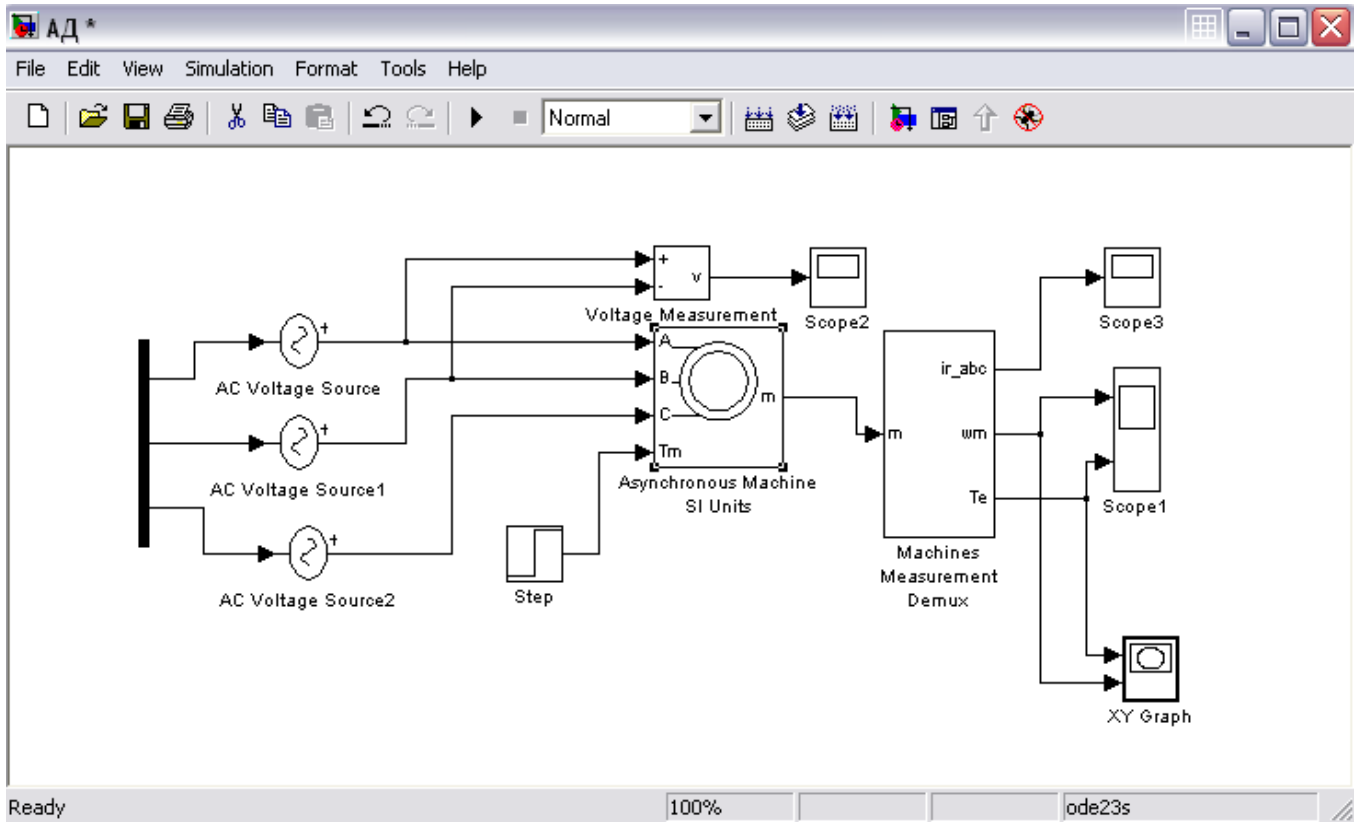 АД *
File Edit View Simulation Format Tools Help
Normal
+
-
v
Voltage Measurement
Scope2
Scope3
+
AC Voltage Source
A
B
C
Tm
m
Asynchronous Machine
SI Units
m
ir_abc
wm
Te
Machines
Measurement
Demux
Scope1
+
AC Voltage Source1
+
AC Voltage Source2
Step
XY Graph
Ready 100% ode23s